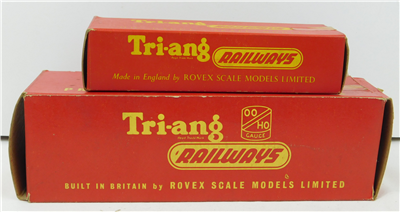 Tri-ang
RAILWAYS
Made in England by ROVEX SCALE MODELS LIMITED
Tri-ang
OO
HO
GAUGE
RAILWAYS
BUILT IN BRITAIN by ROVEX SCALE MODELS LIMITED